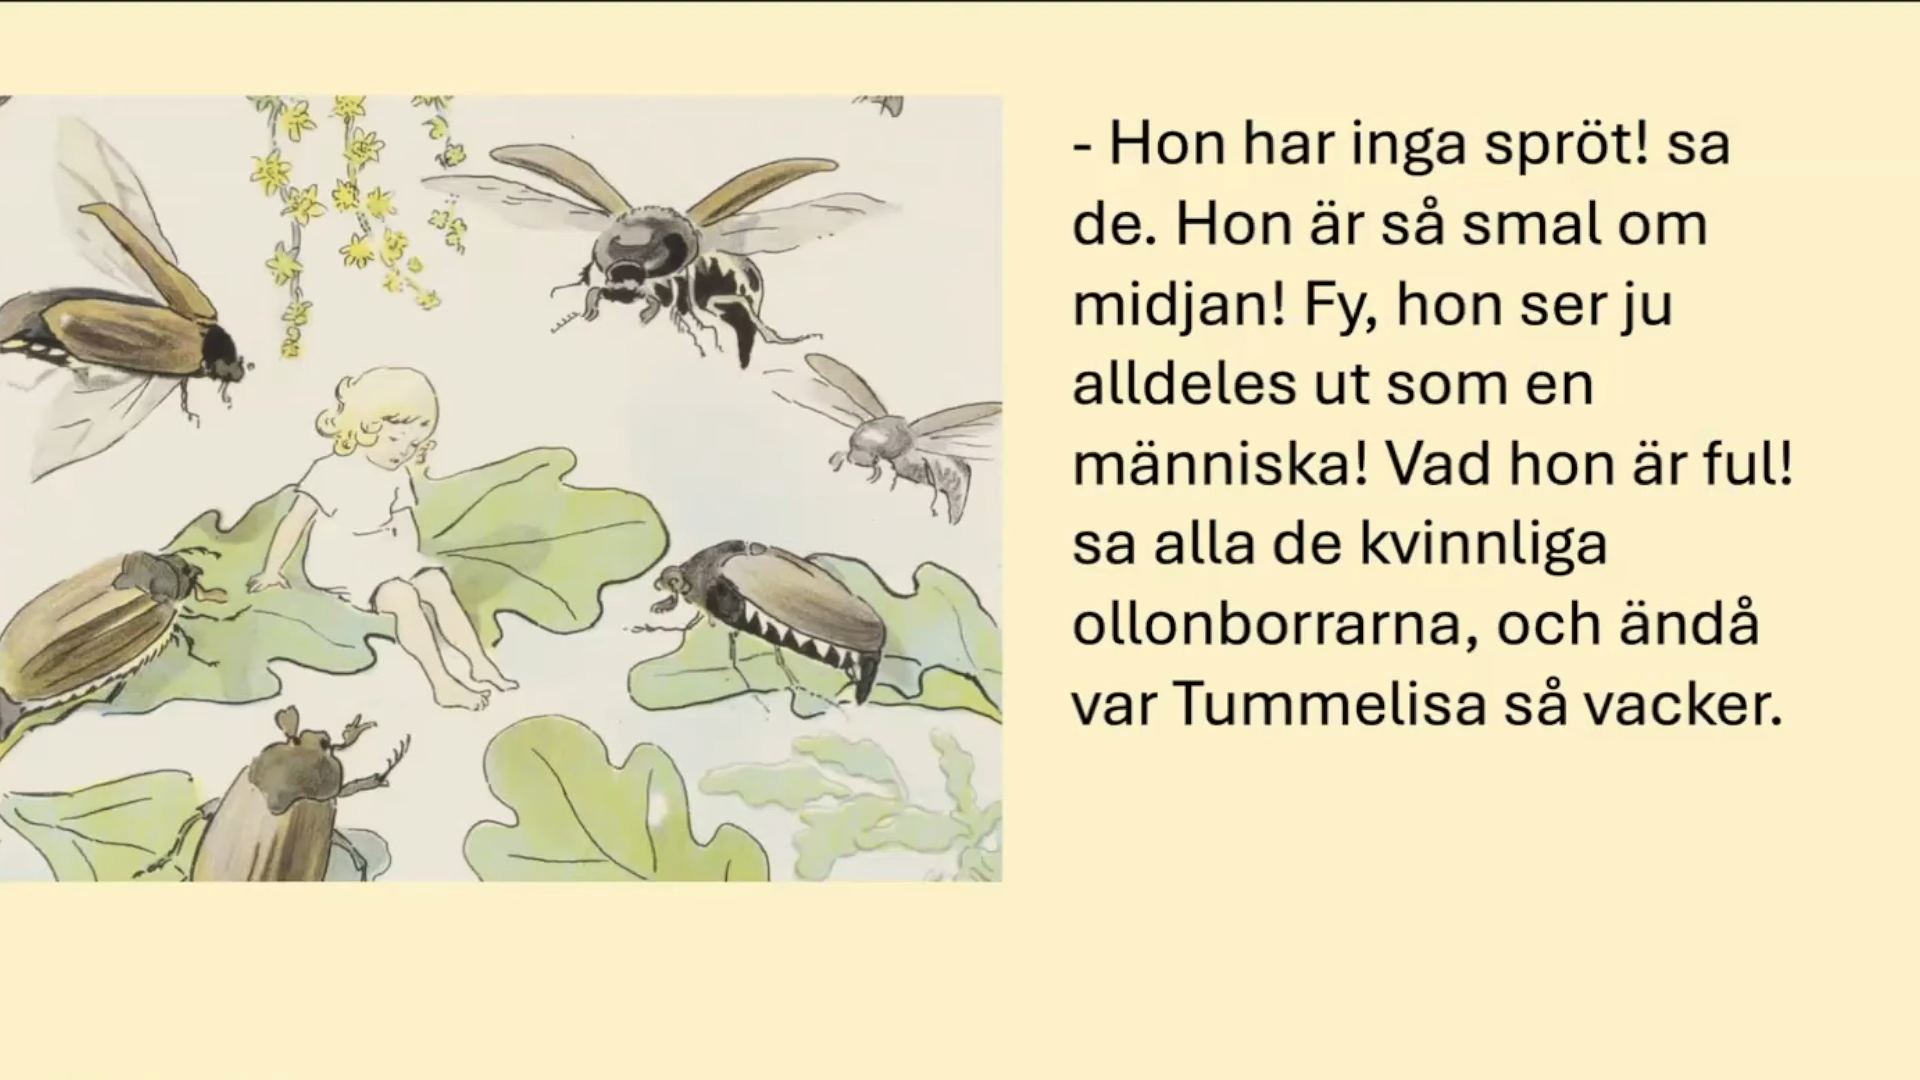 - Hon har inga spröt! sa
de. Hon är så smal om
midjan! Fy, hon ser ju
alldeles ut som en
människa! Vad hon är ful!
sa alla de kvinnliga
ollonborrarna, och ändå
var Tummelisa så vacker.